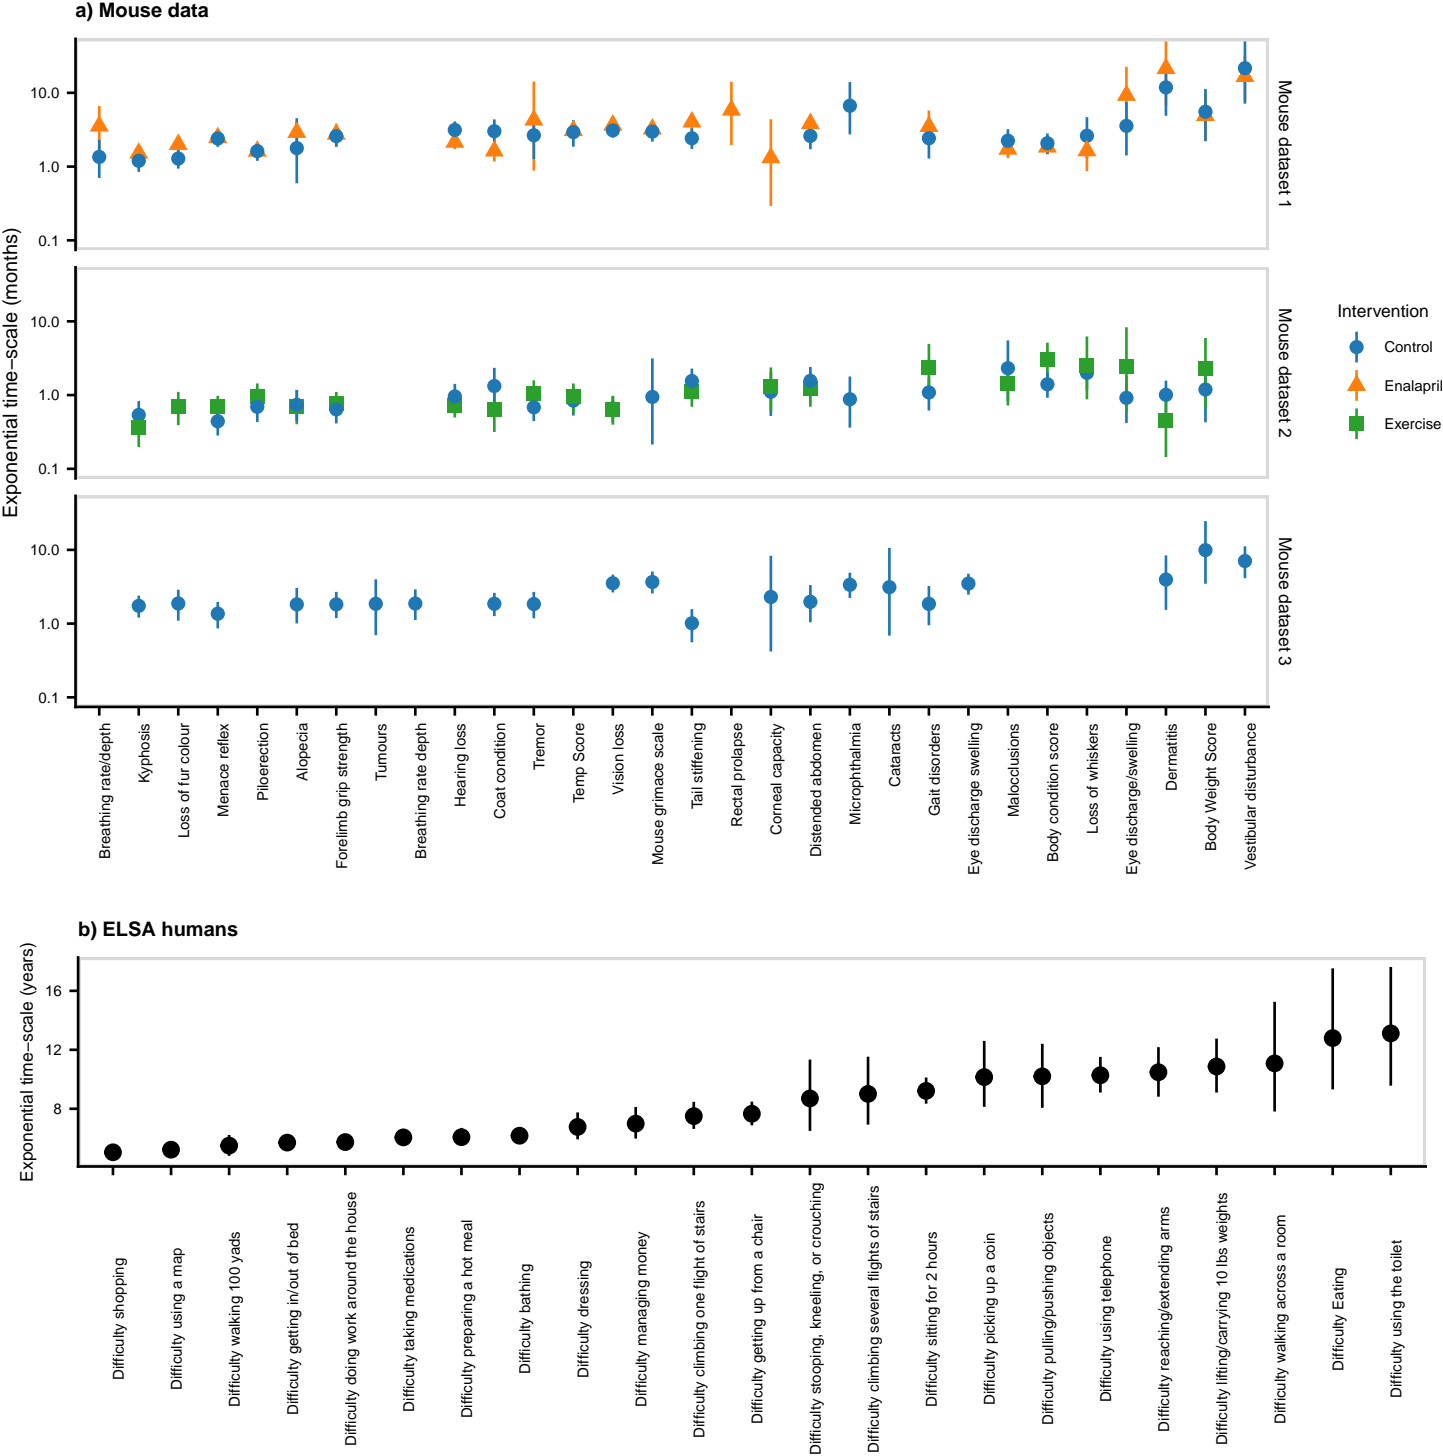 a) Mouse data
Exponential time−scale (months)
10.0
1.0
0.1
Mouse dataset 1
10.0
1.0
0.1
Mouse dataset 2
10.0
1.0
0.1
Mouse dataset 3
Intervention
Control
Enalapril
Exercise
Breathing rate/depth
Kyphosis
Loss of fur colour
Menace reflex
Piloerection
Alopecia
Forelimb grip strength
Tumours
Breathing rate depth
Hearing loss
Coat condition
Tremor
Temp Score
Vision loss
Mouse grimace scale
Tail stiffening
Rectal prolapse
Corneal capacity
Distended abdomen
Microphthalmia
Cataracts
Gait disorders
Eye discharge swelling
Malocclusions
Body condition score
Loss of whiskers
Eye discharge/swelling
Dermatitis
Body Weight Score
Vestibular disturbance
b) ELSA humans
Exponential time−scale (years)
16
12
8
Difficulty shopping
Difficulty using a map
Difficulty walking 100 yads
Difficulty getting in/out of bed
Difficulty doing work around the house
Difficulty taking medications
Difficulty preparing a hot meal
Difficulty bathing
Difficulty dressing
Difficulty managing money
Difficulty climbing one flight of stairs
Difficulty getting up from a chair
Difficulty stooping, kneeling, or crouching
Difficulty climbing several flights of stairs
Difficulty sitting for 2 hours
Difficulty picking up a coin
Difficulty pulling/pushing objects
Difficulty using telephone
Difficulty reaching/extending arms
Difficulty lifting/carrying 10 lbs weights
Difficulty walking across a room
Difficulty Eating
Difficulty using the toilet